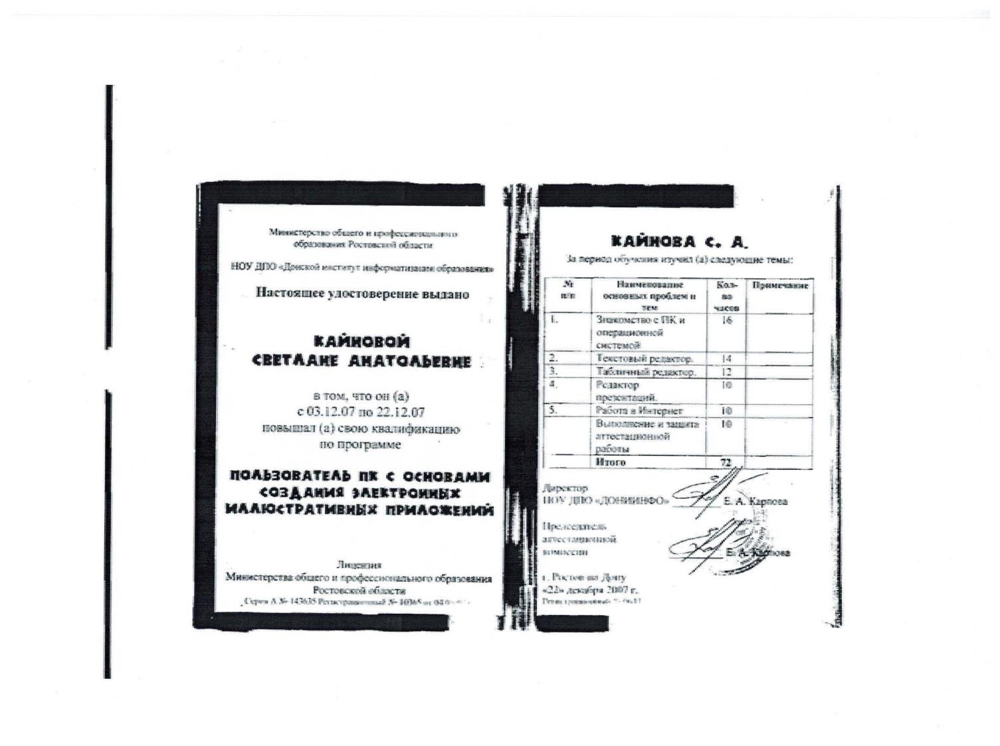 Министерство общего и профессионального
образования Ростовской области
НОУ ДПО «Донской институт информатизации образования»
Настоящее удостоверение выдано
КАЙНОВОЙ
СВЕТЛАНЕ АНАТОЛЬЕВНЕ
в том, что он (а)
с 03.12.07 по 22.12.07
повышал (а) свою квалификацию
по программе
ПОЛЬЗОВАТЕЛЬ ПК С ОСНОВАМИ
СОЗДАНИЯ ЭЛЕКТРОННЫХ
ИЛЛЮСТРАТИВНЫХ ПРИЛОЖЕНИЙ
Лицензия
Министерства общего и профессионального образования
Ростовской области
Серия А № 143635 Регистрационный № 10365 от
КАЙНОВА С. А.
За период обучения изучил (а) следующие темы:
№ п/п Наименование основных проблем и тем Кол-во часов Примечание
1. Знакомство с ПК и операционной системой 16
2. Текстовый редактор. 14
3. Табличный редактор. 12
4. Редактор презентаций. 10
5. Работа в Интернет 10
Выполнение и защита аттестационной работы 10
Итого 72
Директор
НОУ ДПО «ДОНИИНФО» Е. А. Карпова
Председатель
аттестационной
комиссии Е. А. Карпова
г. Ростов на Дону
«22» декабря 2007 г.
Регистрационный №